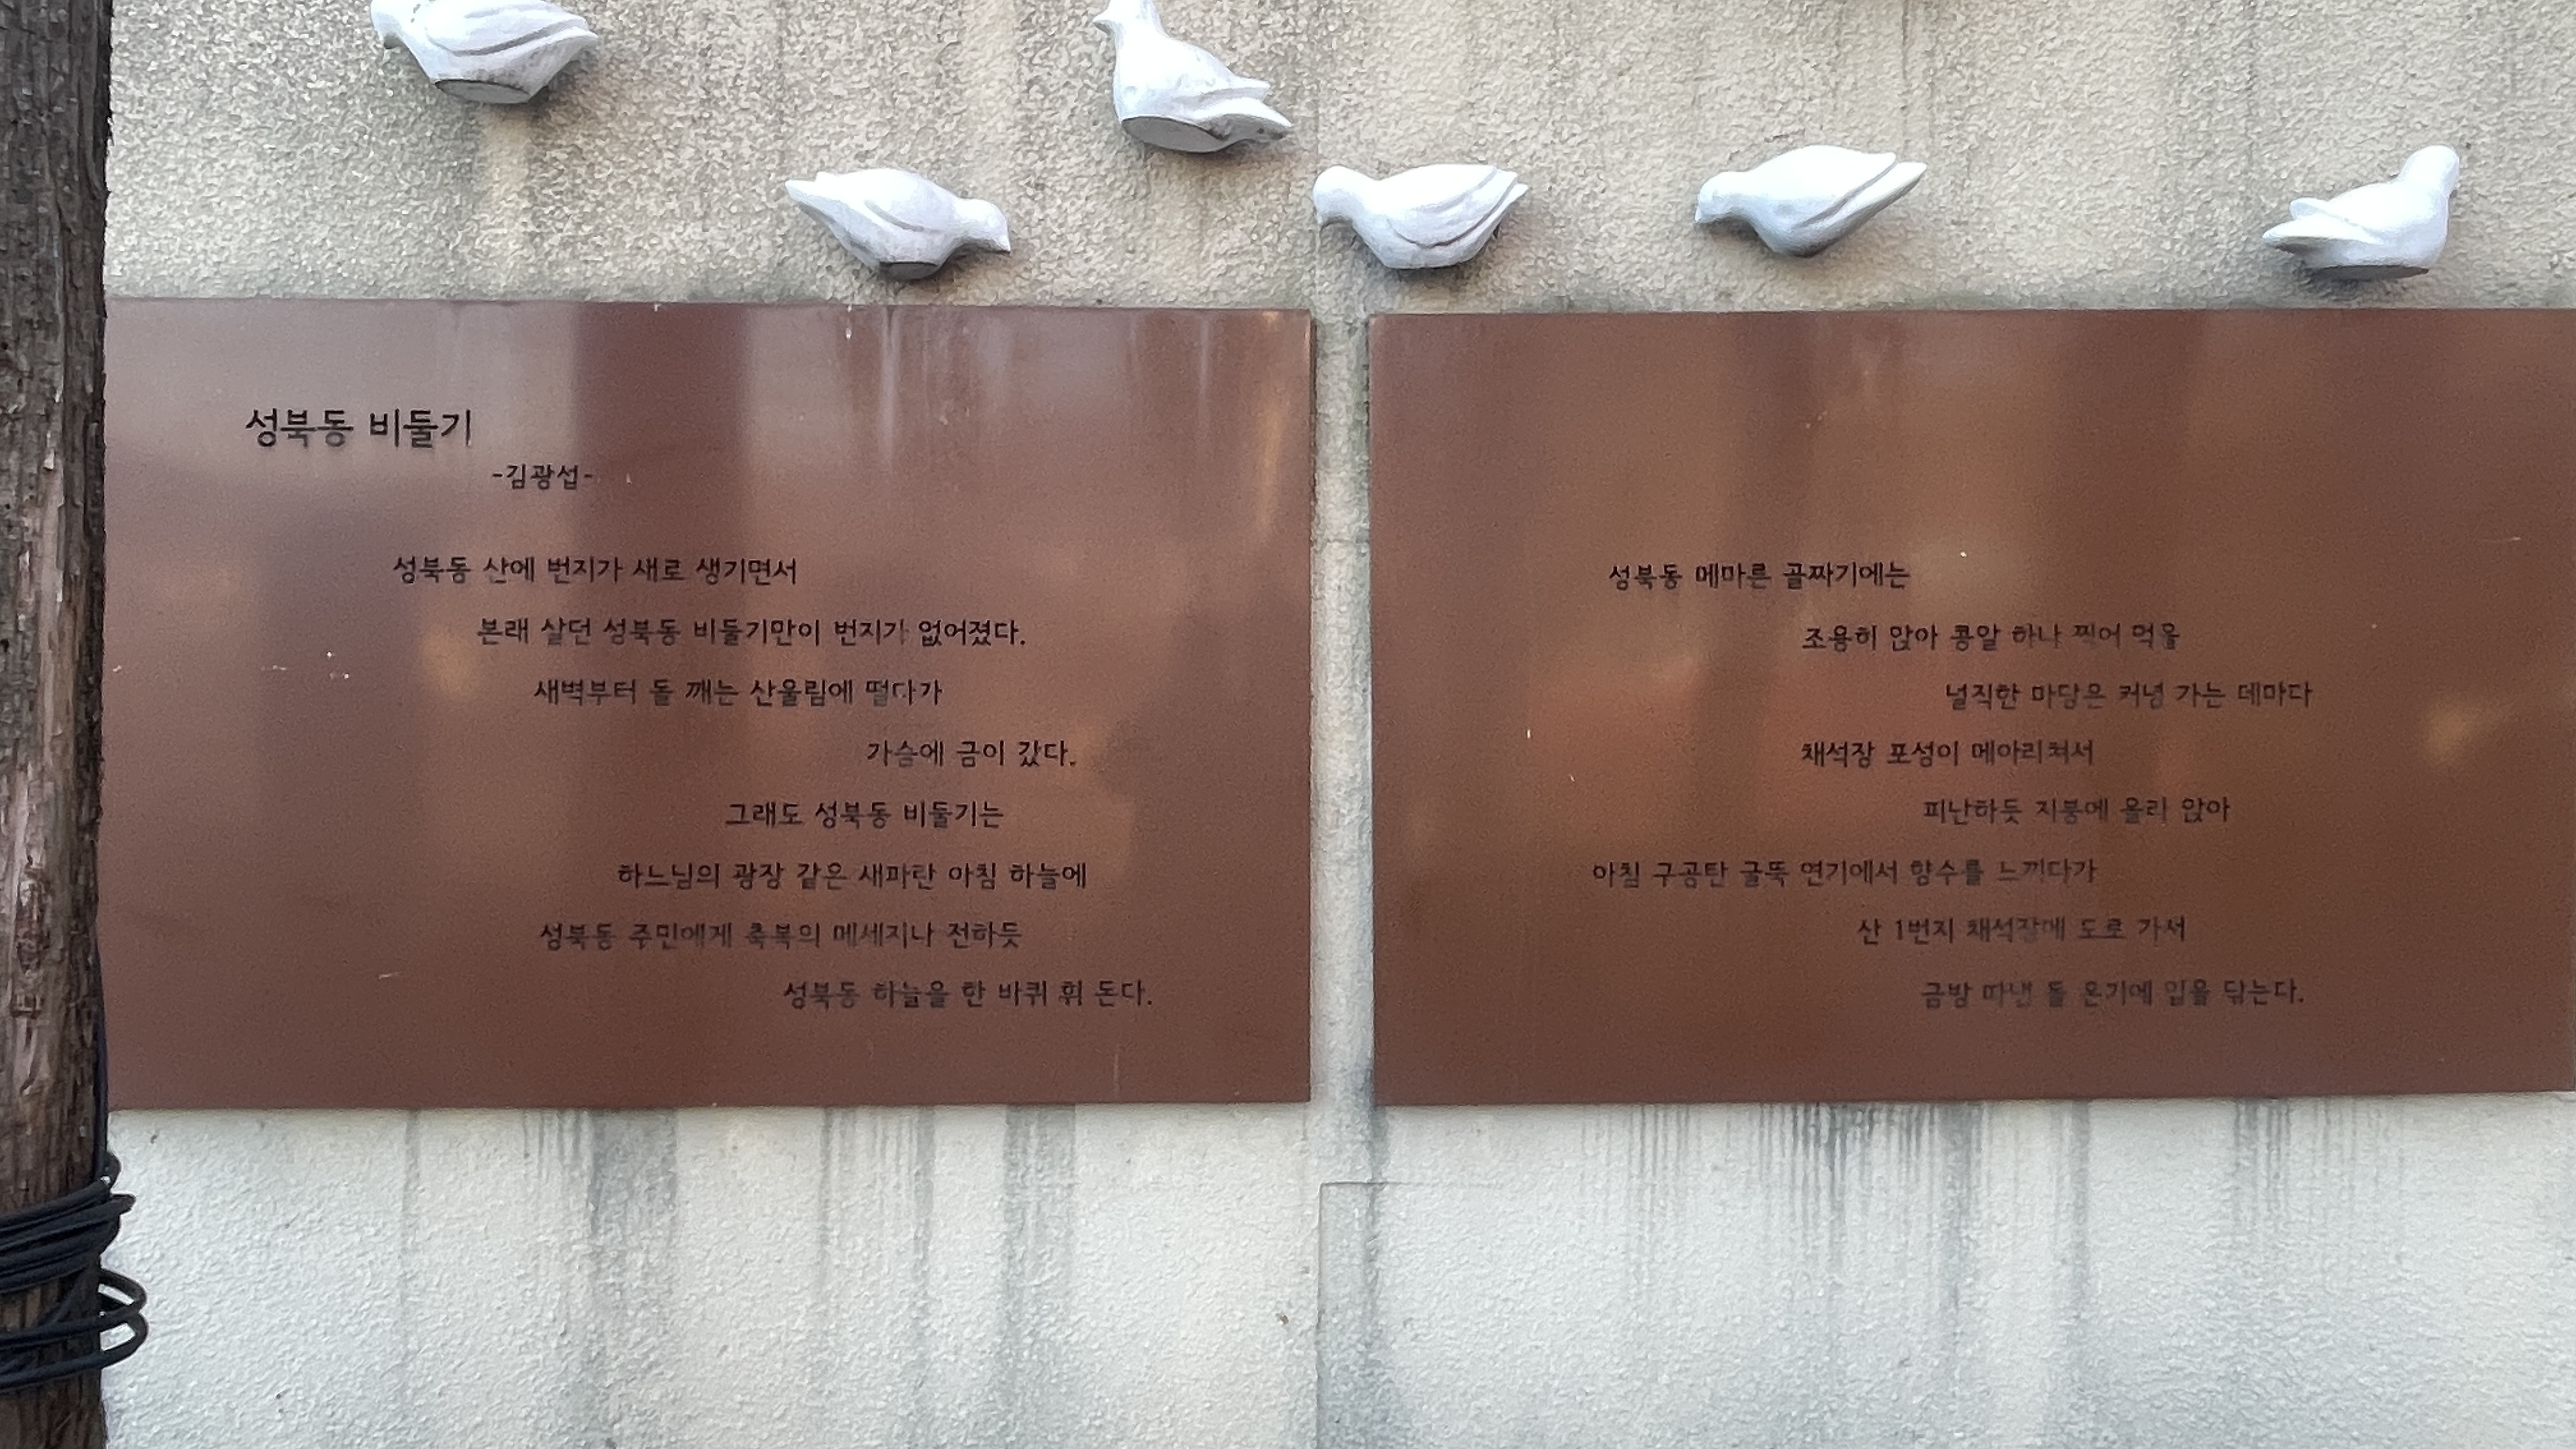 성북동 비둘기
-김광섭-
성북동 산에 번지가 새로 생기면서
본래 살던 성북동 비둘기만이 번지가 없어졌다.
새벽부터 돌 깨는 산울림에 떨다가
가슴에 금이 갔다.
그래도 성북동 비둘기는
하느님의 광장 같은 새파란 아침 하늘에
성북동 주민에게 축복의 메세지나 전하듯
성북동 하늘을 한 바퀴 휘 돈다.
성북동 메마른 골짜기에는
조용히 앉아 콩알 하나 찍어 먹을
널직한 마당은 커녕 가는 데마다
채석장 포성이 메아리쳐서
피난하듯 지붕에 올라 앉아
아침 구공탄 굴뚝 연기에서 향수를 느끼다가
산 1번지 채석장에 도로 가서
금방 따낸 돌 온기에 입을 닦는다.